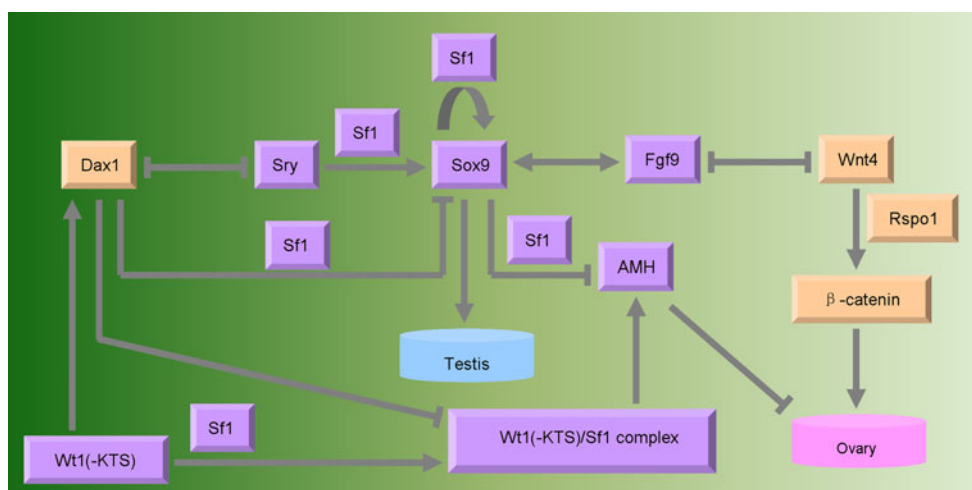 Sf1
Sf1
Dax1
Sry
Sox9
Fgf9
Wnt4
Rspo1
Sf1
Sf1
AMH
β-catenin
Testis
Sf1
Wt1(-KTS)/Sf1 complex
Wt1(-KTS)
Ovary